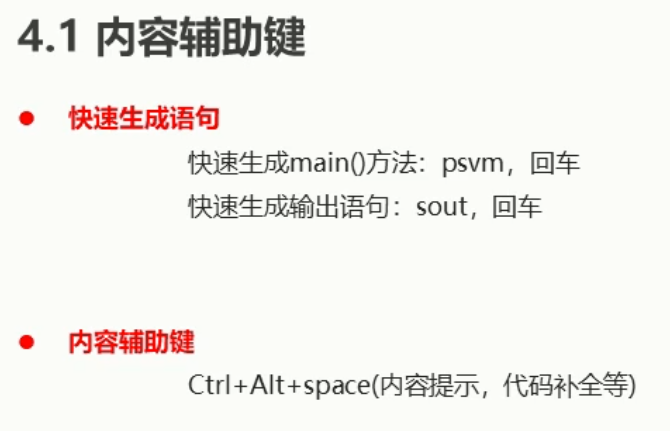 4.1 内容辅助键
● 快速生成语句
快速生成main()方法：psvm，回车
快速生成输出语句：sout，回车
● 内容辅助键
Ctrl+Alt+space(内容提示，代码补全等)